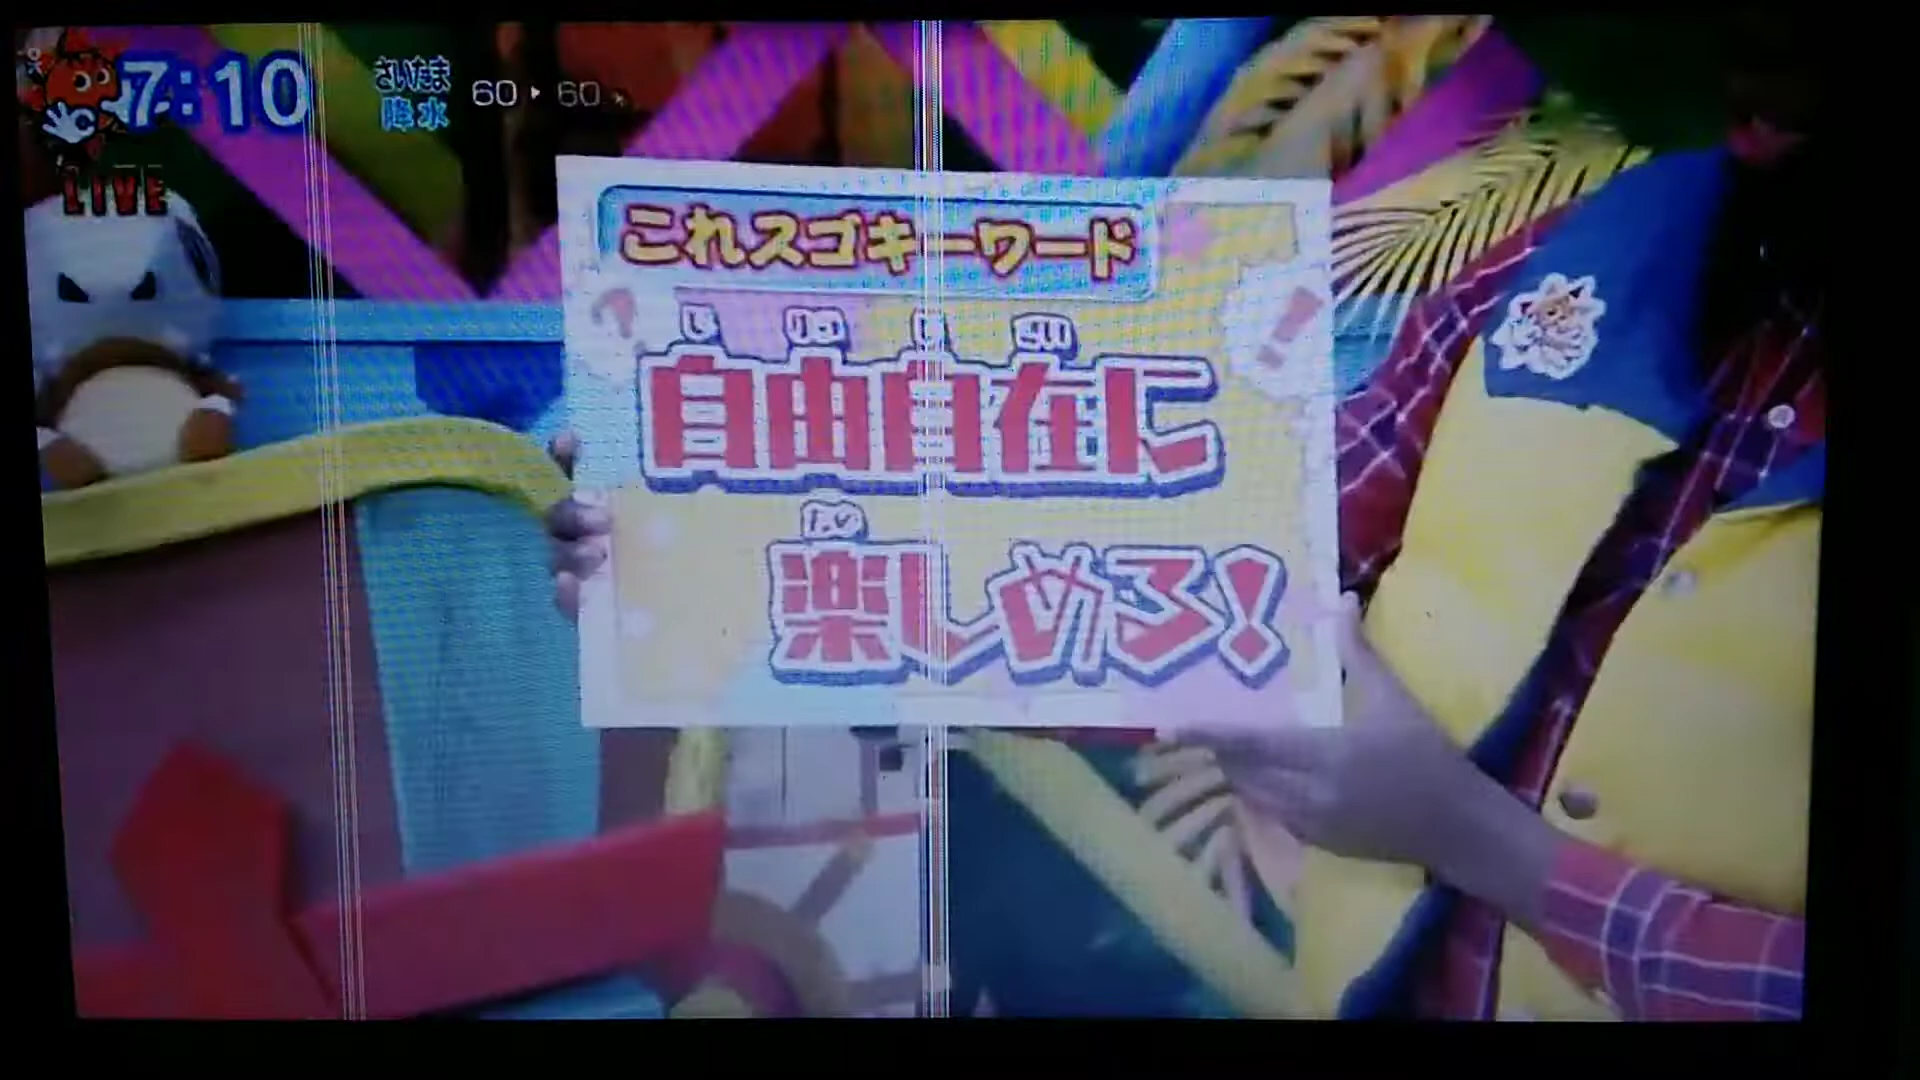 7:10
さいたま
降水
60 ▸ 60
LIVE
これスゴキーワード
じ ゆう じ ざい
自由自在に
たの
楽しめる!